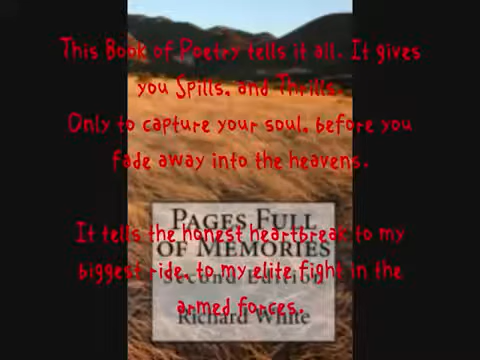 This Book of Poetry tells it all. It gives
you Spills, and Thrills.
Only to capture your soul, before you
fade away into the heavens.
It tells the honest heartbreak to my
biggest ride, to my elite fight in the
armed forces.
Pages Full
of Memories
Second Edition
Richard White